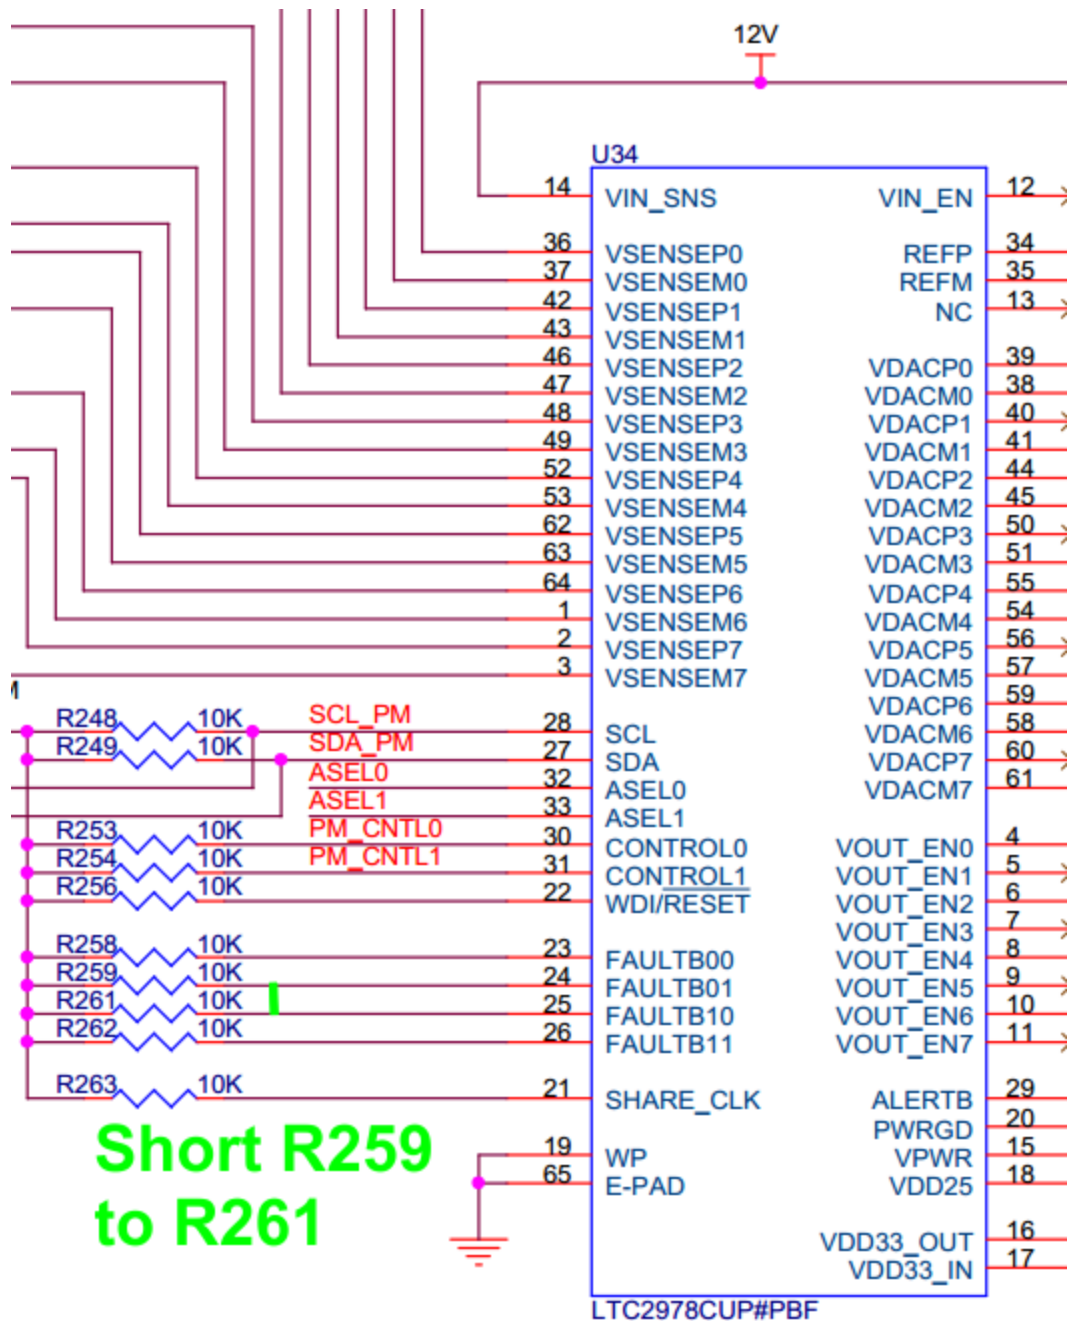 12V
U34
14 VIN_SNS VIN_EN 12
36 VSENSEP0 REFP 34
37 VSENSEM0 REFM 35
42 VSENSEP1 NC 13
43 VSENSEM1
46 VSENSEP2 VDACP0 39
47 VSENSEM2 VDACM0 38
48 VSENSEP3 VDACP1 40
49 VSENSEM3 VDACM1 41
52 VSENSEP4 VDACP2 44
53 VSENSEM4 VDACM2 45
62 VSENSEP5 VDACP3 50
63 VSENSEM5 VDACM3 51
64 VSENSEP6 VDACP4 55
1 VSENSEM6 VDACM4 54
2 VSENSEP7 VDACP5 56
3 VSENSEM7 VDACM5 57
VDACP6 59
R248 10K SCL_PM 28 SCL VDACM6 58
R249 10K SDA_PM 27 SDA VDACP7 60
ASEL0 32 ASEL0 VDACM7 61
ASEL1 33 ASEL1
R253 10K PM_CNTL0 30 CONTROL0 VOUT_EN0 4
R254 10K PM_CNTL1 31 CONTROL1 VOUT_EN1 5
R256 10K 22 WDI/RESET VOUT_EN2 6
VOUT_EN3 7
R258 10K 23 FAULTB00 VOUT_EN4 8
R259 10K 24 FAULTB01 VOUT_EN5 9
R261 10K 25 FAULTB10 VOUT_EN6 10
R262 10K 26 FAULTB11 VOUT_EN7 11
R263 10K 21 SHARE_CLK ALERTB 29
PWRGD 20
19 WP VPWR 15
65 E-PAD VDD25 18
VDD33_OUT 16
VDD33_IN 17
LTC2978CUP#PBF
Short R259
to R261